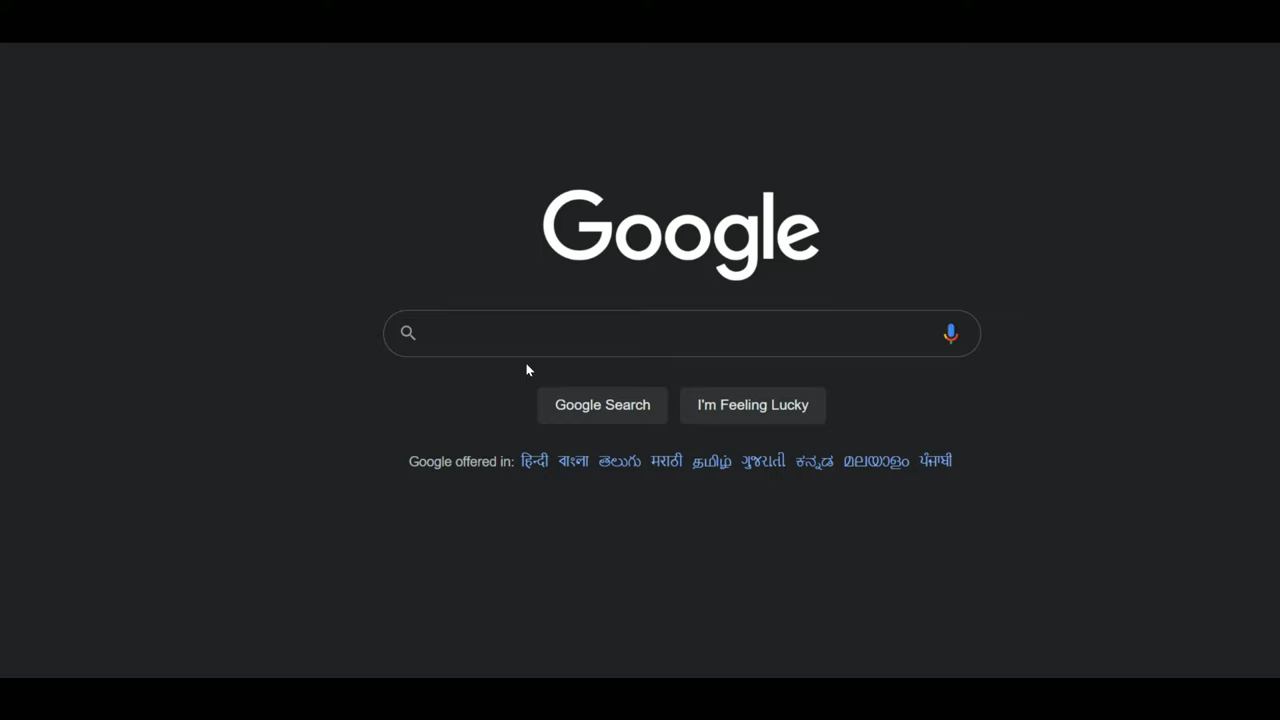 Google
Google Search I'm Feeling Lucky
Google offered in: हिन्दी বাংলা తెలుగు मराठी தமிழ் ગુજરાતી ಕನ್ನಡ മലയാളം ਪੰਜਾਬੀ